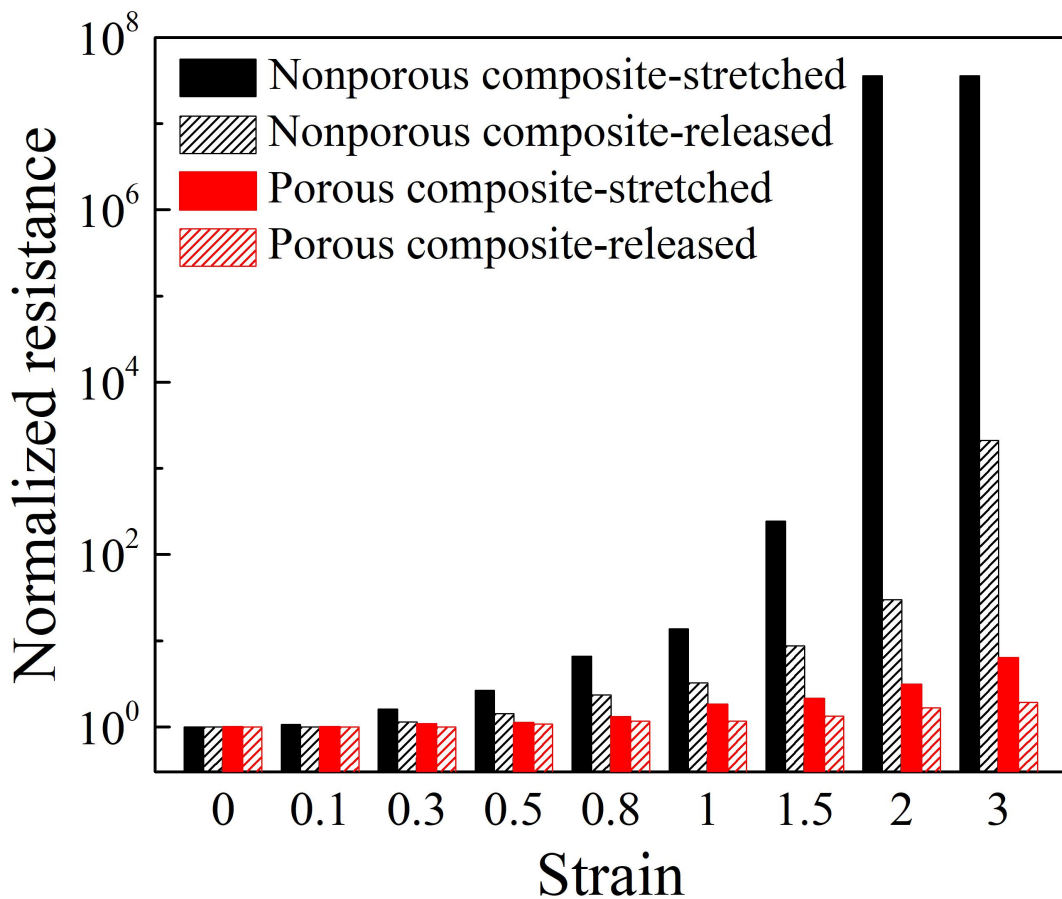 10^8
10^6
10^4
10^2
10^0
Normalized resistance
Nonporous composite-stretched
Nonporous composite-released
Porous composite-stretched
Porous composite-released
0 0.1 0.3 0.5 0.8 1 1.5 2 3
Strain